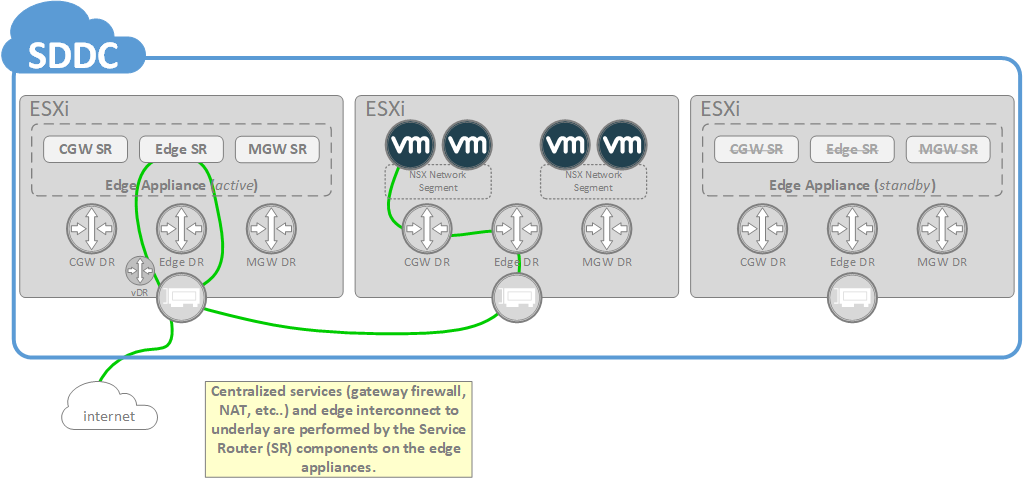 SDDC
ESXi
CGW SR
Edge SR
MGW SR
Edge Appliance (active)
CGW DR
Edge DR
MGW DR
vDR
ESXi
vm
vm
vm
vm
NSX Network
Segment
NSX Network
Segment
CGW DR
Edge DR
MGW DR
ESXi
CGW SR
Edge SR
MGW SR
Edge Appliance (standby)
CGW DR
Edge DR
MGW DR
internet
Centralized services (gateway firewall,
NAT, etc..) and edge interconnect to
underlay are performed by the Service
Router (SR) components on the edge
appliances.